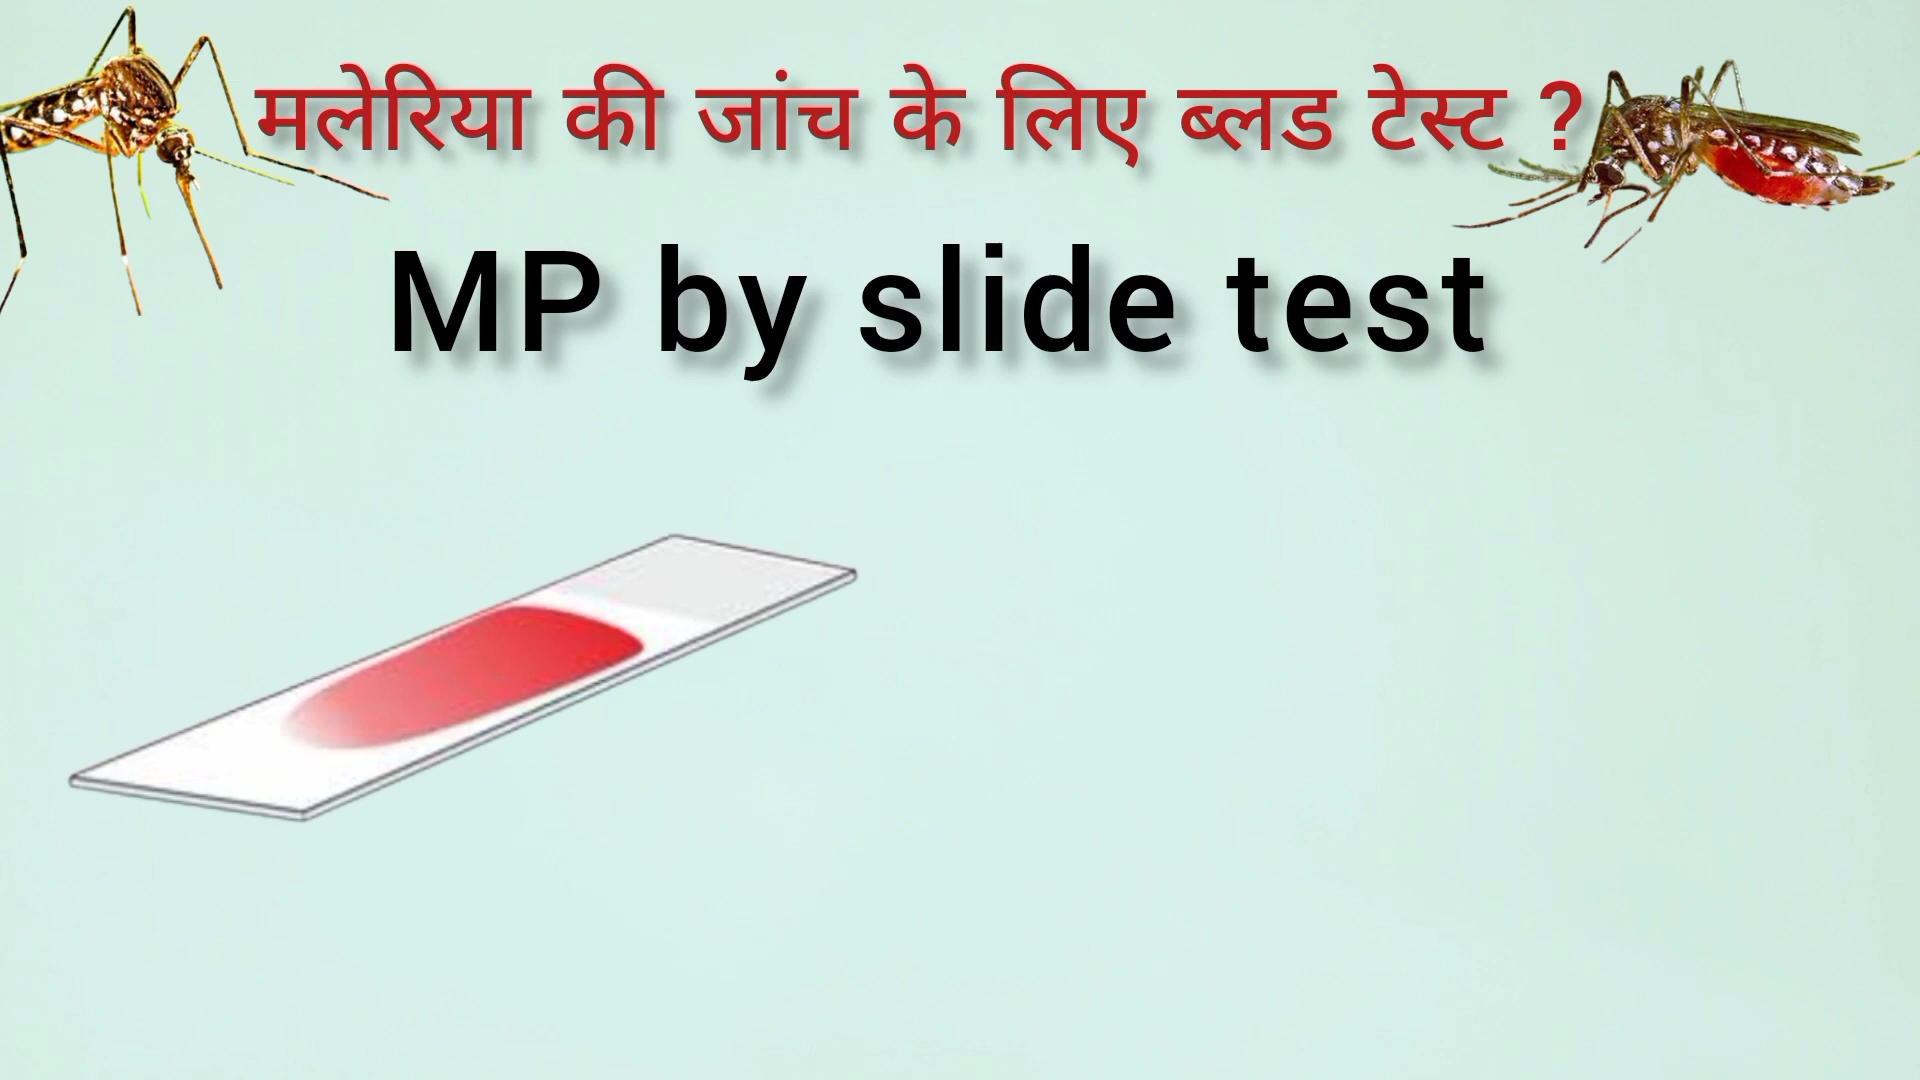 मलेरिया की जांच के लिए ब्लड टेस्ट ?
MP by slide test